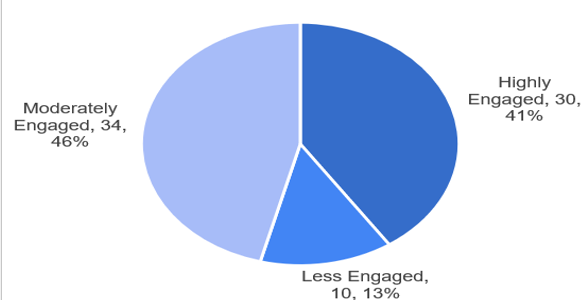 Highly
Engaged, 30,
41%
Moderately
Engaged, 34,
46%
Less Engaged,
10, 13%